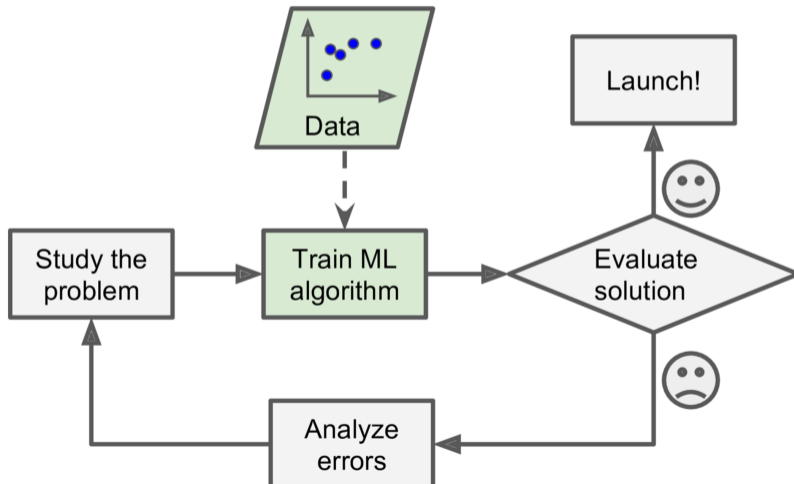 Data
Launch!
Study the
problem
Train ML
algorithm
Evaluate
solution
Analyze
errors